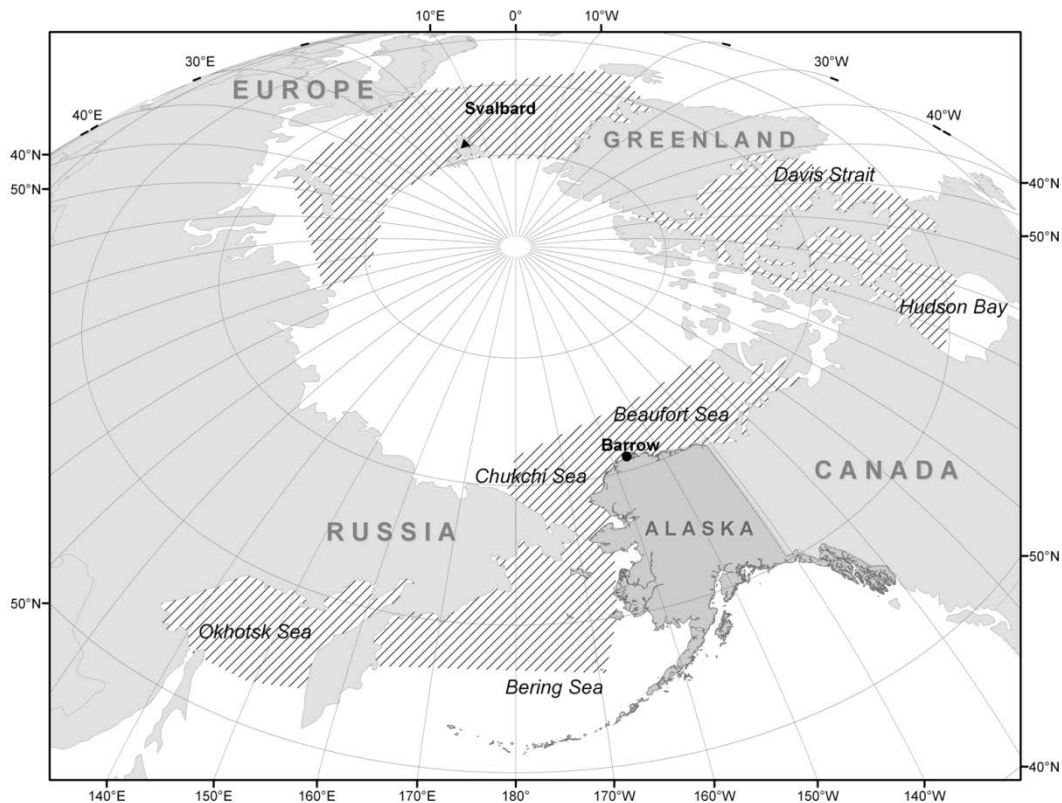 10°E
0°
10°W
30°E
30°W
EUROPE
40°E
Svalbard
40°W
GREENLAND
40°N
Davis Strait
40°N
50°N
50°N
Hudson Bay
Beaufort Sea
Barrow
Chukchi Sea
CANADA
RUSSIA
ALASKA
50°N
50°N
Okhotsk Sea
Bering Sea
40°N
140°E
150°E
160°E
170°E
180°
170°W
160°W
150°W
140°W